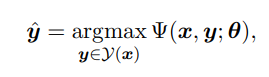 ŷ = argmax Ψ(x, y; θ),
y∈𝒴(x)